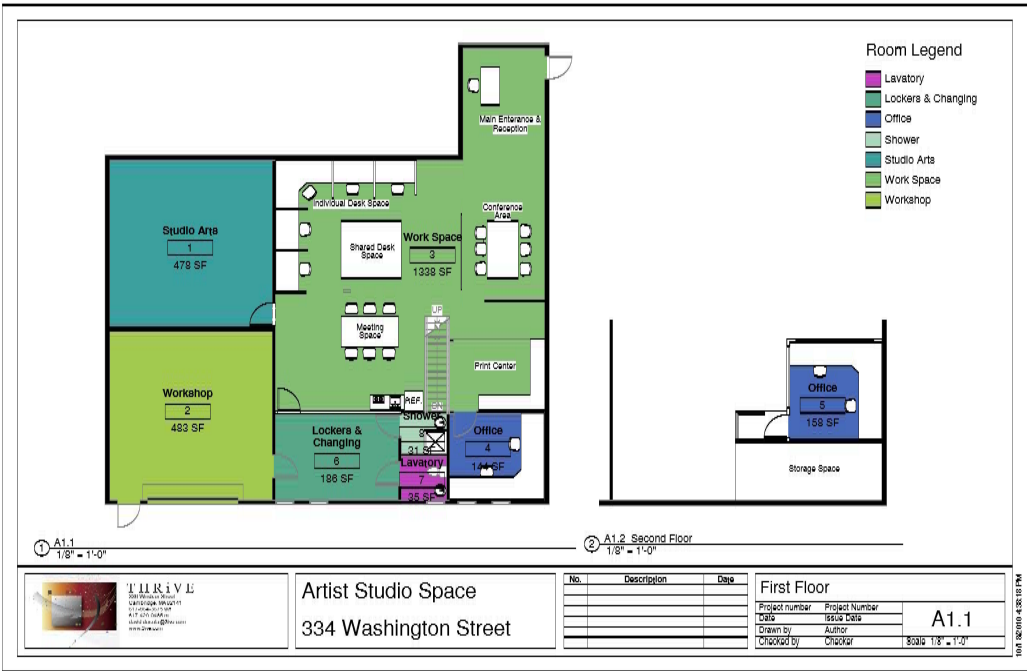 Room Legend
Lavatory
Lockers & Changing
Office
Shower
Studio Arts
Work Space
Workshop
Main Enterance &
Reception
Individual Desk Space
Conference
Area
Studio Arts
1
478 SF
Shared Desk
Space
Work Space
3
1338 SF
UP
Meeting
Space
Print Center
Workshop
2
483 SF
REF.
Shower
8
31 SF
Lockers &
Changing
6
186 SF
Lavatory
7
35 SF
Office
4
144 SF
Office
5
158 SF
Storage Space
1
A1.1
1/8" = 1'-0"
2
A1.2 Second Floor
1/8" = 1'-0"
THRiVE
Artist Studio Space
334 Washington Street
No.
Description
Date
First Floor
Project number Project Number
Date Issue Date
Drawn by Author
Checked by Checker
A1.1
Scale 1/8" = 1'-0"